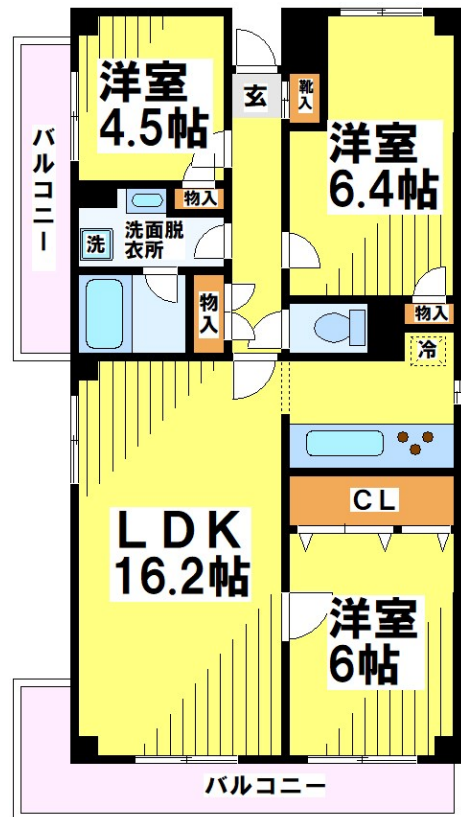 洋室
4.5帖
玄
靴入
洋室
6.4帖
バルコニー
物入
洗面脱
衣所
洗
物入
物入
冷
CL
LDK
16.2帖
洋室
6帖
バルコニー